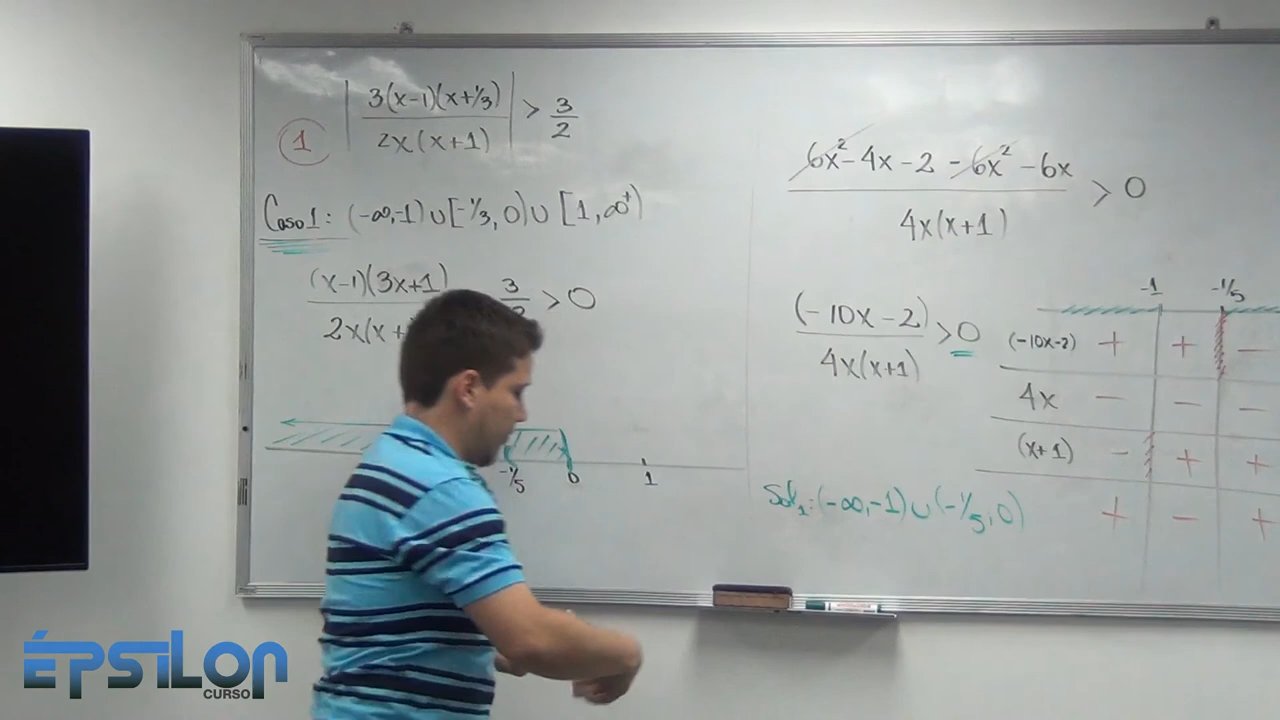 |3(x-1)(x+1/3) / 2x(x+1)| > 3/2
1
Caso 1: (-∞,-1) ∪ [-1/3, 0) ∪ [1, ∞+)
(x-1)(3x+1)
2x(x+
3 > 0
6x² - 4x - 2 - 6x² - 6x / 4x(x+1) > 0
(-10x-2) / 4x(x+1) > 0
-1 -1/5
(-10x-2) + + -
4x - - -
(x+1) - + +
+ - +
-1/5 0 1
Sol₁: (-∞,-1) ∪ (-1/5, 0)
ÉPSILON
CURSO